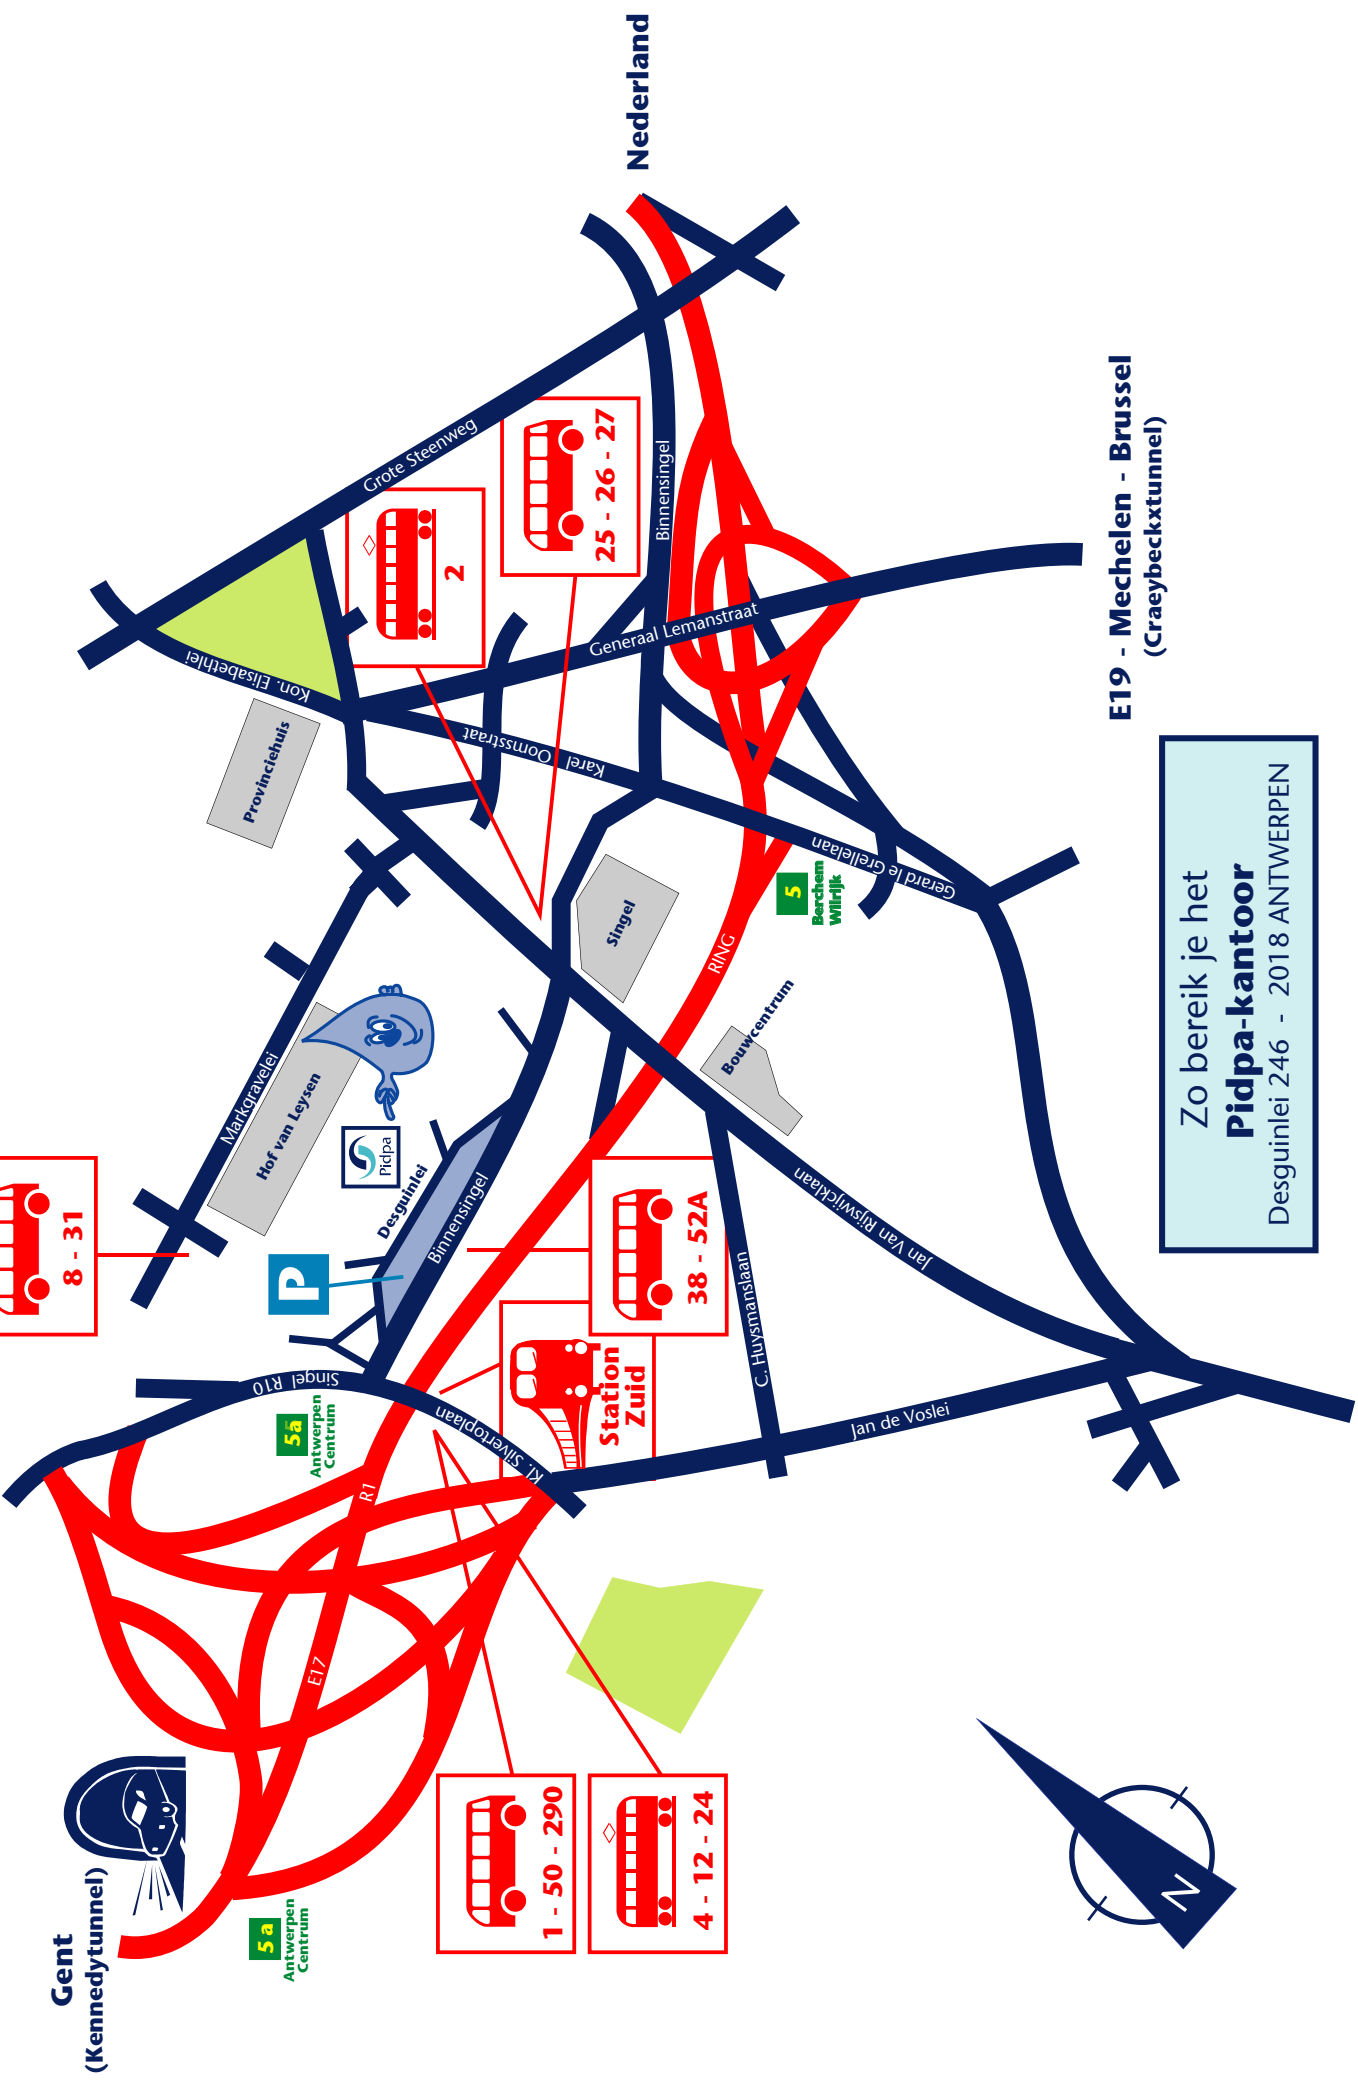 Gent
(Kennedytunnel)
5a
Antwerpen
Centrum
E17
R1
5a
Antwerpen
Centrum
Singel R10
Kl. Silvertoplaan
1 - 50 - 290
4 - 12 - 24
Station
Zuid
8 - 31
38 - 52A
P
Markgravelei
Hof van Leysen
Pidpa
Desguinlei
Binnensingel
Provinciehuis
Kon. Elisabethlei
Grote Steenweg
2
25 - 26 - 27
Binnensingel
Generaal Lemanstraat
Karel Oomsstraat
Gerard le Grellelaan
Singel
RING
Bouwcentrum
5
Berchem
Wilrijk
Jan Van Rijswijcklaan
C. Huysmanslaan
Jan de Voslei
Nederland
E19 - Mechelen - Brussel
(Craeybeckxtunnel)
Zo bereik je het
Pidpa-kantoor
Desguinlei 246 - 2018 ANTWERPEN
N